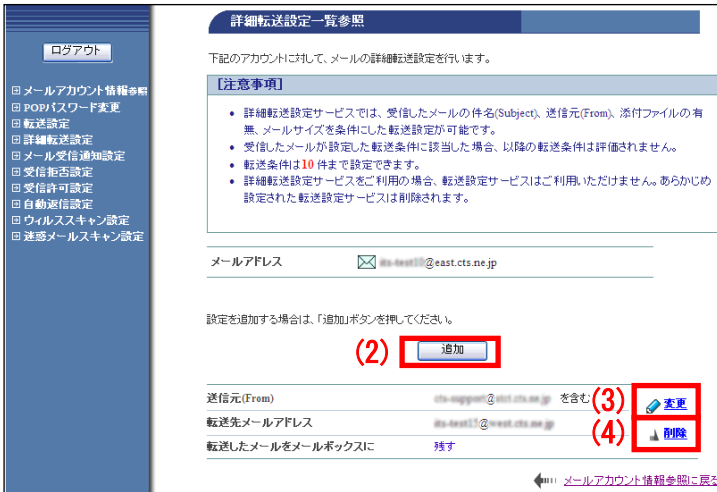 詳細転送設定一覧参照
ログアウト
メールアカウント情報参照
POPパスワード変更
転送設定
詳細転送設定
メール受信通知設定
受信拒否設定
受信許可設定
自動返信設定
ウィルススキャン設定
迷惑メールスキャン設定
下記のアカウントに対して、メールの詳細転送設定を行います。
[注意事項]
• 詳細転送設定サービスでは、受信したメールの件名(Subject)、送信元(From)、添付ファイルの有
無、メールサイズを条件にした転送設定が可能です。
• 受信したメールが設定した転送条件に該当した場合、以降の転送条件は評価されません。
• 転送条件は10 件まで設定できます。
• 詳細転送設定サービスをご利用の場合、転送サービスはご利用いただけません。あらかじめ
設定された転送設定サービスは削除されます。
メールアドレス @east.cts.ne.jp
設定を追加する場合は、「追加」ボタンを押してください。
(2) 追加
送信元(From) を含む (3) 変更
転送先メールアドレス (4) 削除
転送したメールをメールボックスに 残す
メールアカウント情報参照に戻る